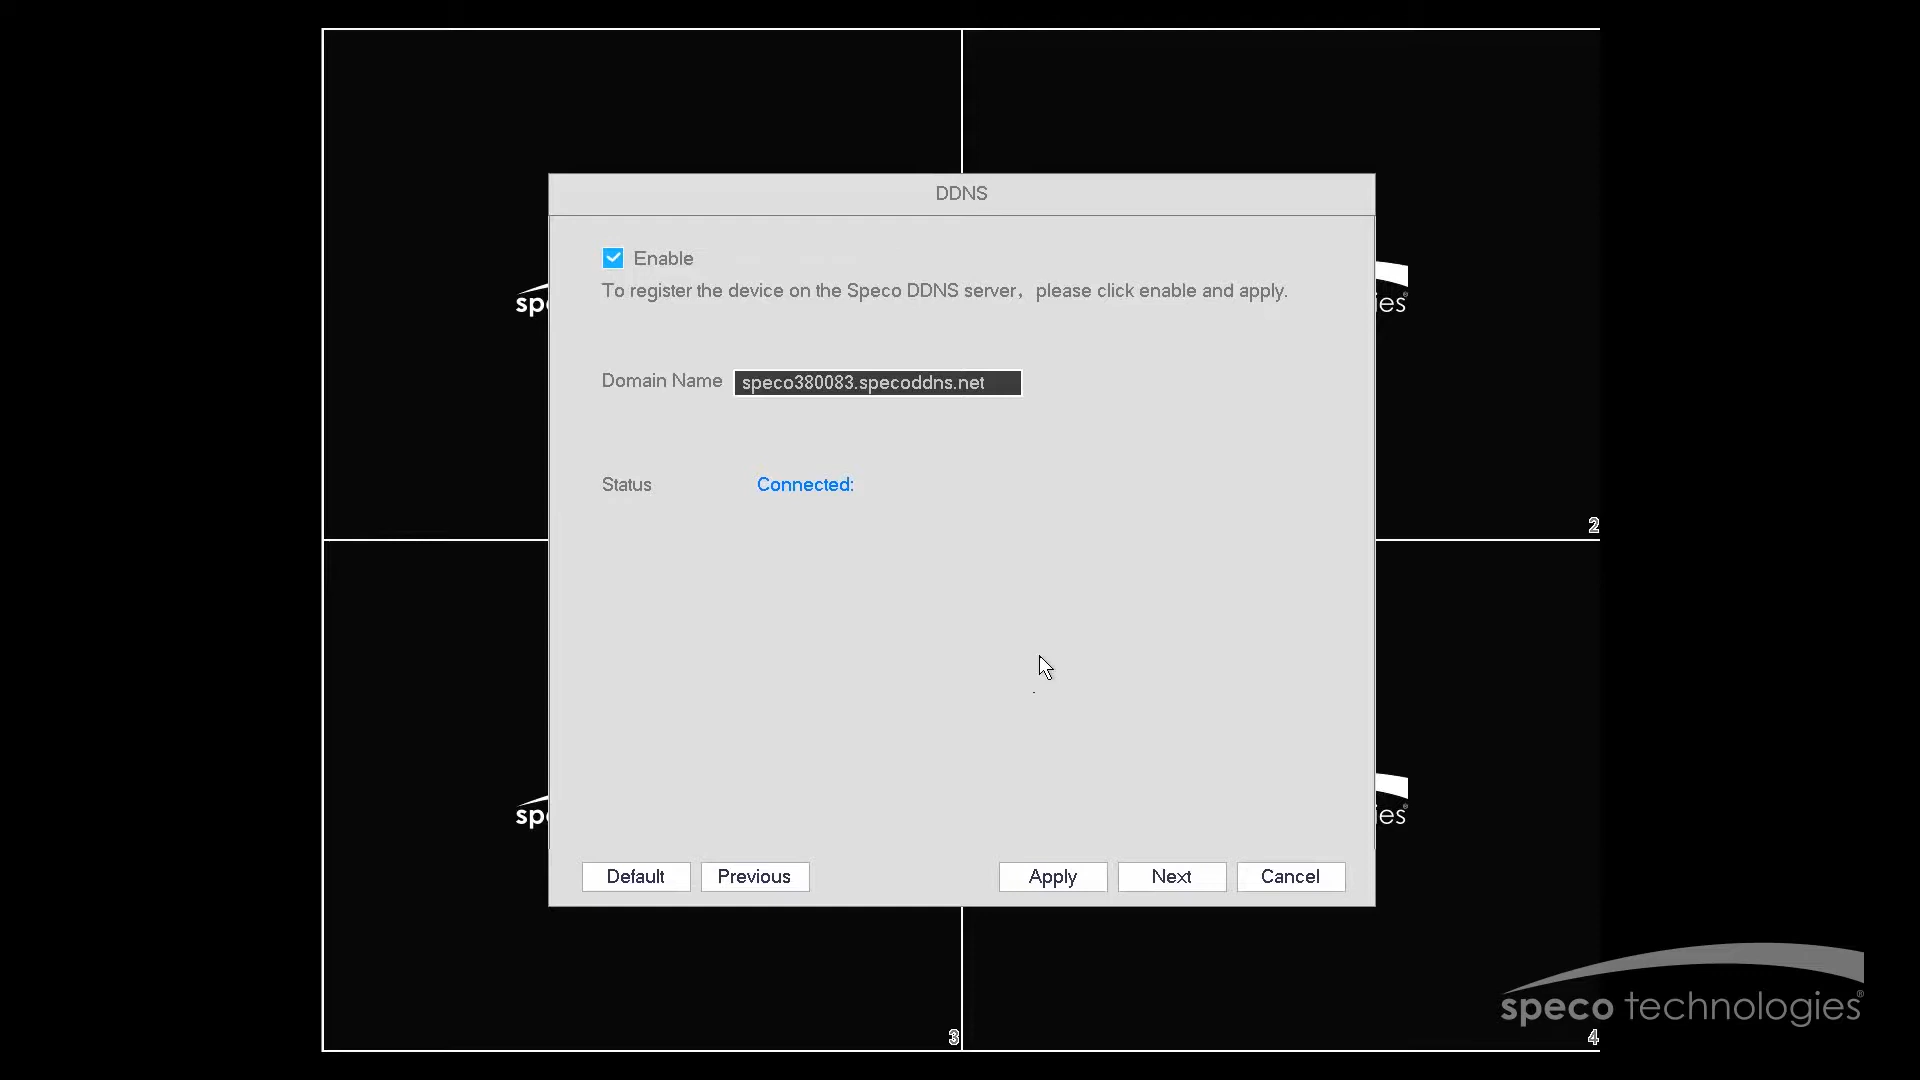 DDNS
Enable
To register the device on the Speco DDNS server, please click enable and apply.
Domain Name speco380083.specoddns.net
Status Connected:
Default Previous Apply Next Cancel
2
3
4
speco technologies®